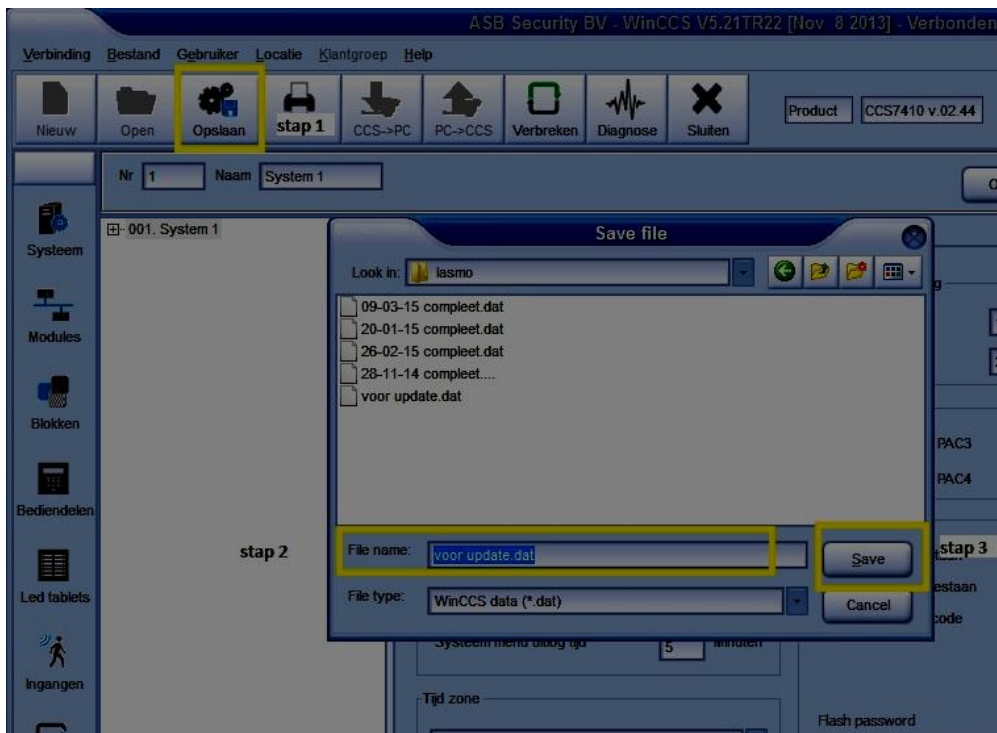 ASB Security BV - WinCCS V5.21TR22 [Nov 8 2013] - Verbonden
Verbinding Bestand Gebruiker Locatie Klantgroep Help
Nieuw Open Opslaan stap 1 CCS->PC PC->CCS Verbreken Diagnose Sluiten
Product CCS7410 v.02.44
Nr 1 Naam System 1
001. System 1
Systeem
Modules
Blokken
Bediendelen
Led tablets
Ingangen
Save file
Look in: lasmo
09-03-15 compleet.dat
20-01-15 compleet.dat
26-02-15 compleet.dat
28-11-14 compleet....
voor update.dat
stap 2
File name: voor update.dat
Save
stap 3
File type: WinCCS data (*.dat)
Cancel
PAC3
PAC4
estaan
code
5 Minuten
Tijd zone
Flash password